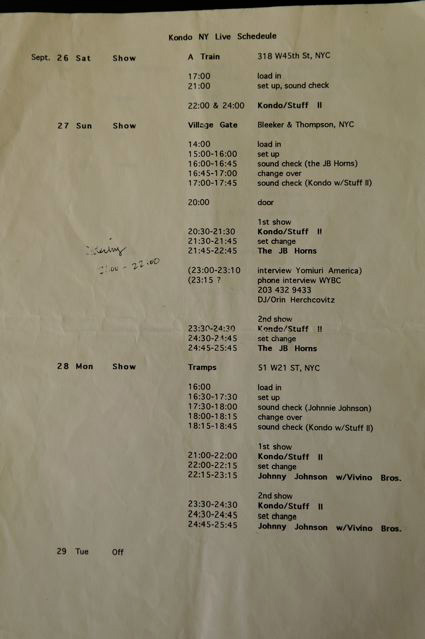 Kondo NY Live Schedeule
Sept. 26 Sat Show A Train 318 W45th St, NYC
17:00 load in
21:00 set up, sound check
22:00 & 24:00 Kondo/Stuff II
27 Sun Show Village Gate Bleeker & Thompson, NYC
14:00 load in
15:00-16:00 set up
16:00-16:45 sound check (the JB Horns)
16:45-17:00 change over
17:00-17:45 sound check (Kondo w/Stuff II)
20:00 door
1st show
20:30-21:30 Kondo/Stuff II
21:30-21:45 set change
21:45-22:45 The JB Horns
21:00 - 22:00
(23:00-23:10 interview Yomiuri America)
(23:15 ? phone interview WYBC
203 432 9433
DJ/Orin Herchcovitz
2nd show
23:30-24:30 Kondo/Stuff II
24:30-24:45 set change
24:45-25:45 The JB Horns
28 Mon Show Tramps 51 W21 ST, NYC
16:00 load in
16:30-17:30 set up
17:30-18:00 sound check (Johnnie Johnson)
18:00-18:15 change over
18:15-18:45 sound check (Kondo w/Stuff II)
1st show
21:00-22:00 Kondo/Stuff II
22:00-22:15 set change
22:15-23:15 Johnny Johnson w/Vivino Bros.
2nd show
23:30-24:30 Kondo/Stuff II
24:30-24:45 set change
24:45-25:45 Johnny Johnson w/Vivino Bros.
29 Tue Off